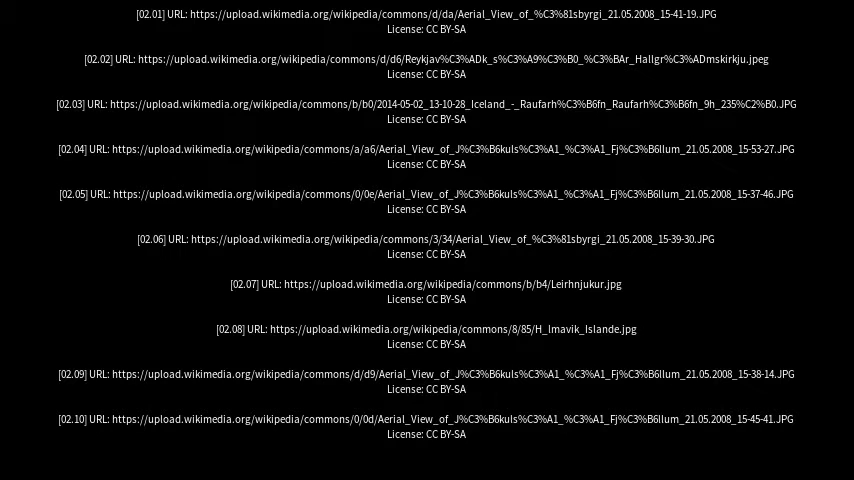 [02.01] URL: https://upload.wikimedia.org/wikipedia/commons/d/da/Aerial_View_of_%C3%81sbyrgi_21.05.2008_15-41-19.JPG
License: CC BY-SA
[02.02] URL: https://upload.wikimedia.org/wikipedia/commons/d/d6/Reykjav%C3%ADk_s%C3%A9%C3%B0_%C3%BAr_Hallgr%C3%ADmskirkju.jpeg
License: CC BY-SA
[02.03] URL: https://upload.wikimedia.org/wikipedia/commons/b/b0/2014-05-02_13-10-28_Iceland_-_Raufarh%C3%B6fn_Raufarh%C3%B6fn_9h_235%C2%B0.JPG
License: CC BY-SA
[02.04] URL: https://upload.wikimedia.org/wikipedia/commons/a/a6/Aerial_View_of_J%C3%B6kuls%C3%A1_%C3%A1_Fj%C3%B6llum_21.05.2008_15-53-27.JPG
License: CC BY-SA
[02.05] URL: https://upload.wikimedia.org/wikipedia/commons/0/0e/Aerial_View_of_J%C3%B6kuls%C3%A1_%C3%A1_Fj%C3%B6llum_21.05.2008_15-37-46.JPG
License: CC BY-SA
[02.06] URL: https://upload.wikimedia.org/wikipedia/commons/3/34/Aerial_View_of_%C3%81sbyrgi_21.05.2008_15-39-30.JPG
License: CC BY-SA
[02.07] URL: https://upload.wikimedia.org/wikipedia/commons/b/b4/Leirhnjukur.jpg
License: CC BY-SA
[02.08] URL: https://upload.wikimedia.org/wikipedia/commons/8/85/H_lmavik_Islande.jpg
License: CC BY-SA
[02.09] URL: https://upload.wikimedia.org/wikipedia/commons/d/d9/Aerial_View_of_J%C3%B6kuls%C3%A1_%C3%A1_Fj%C3%B6llum_21.05.2008_15-38-14.JPG
License: CC BY-SA
[02.10] URL: https://upload.wikimedia.org/wikipedia/commons/0/0d/Aerial_View_of_J%C3%B6kuls%C3%A1_%C3%A1_Fj%C3%B6llum_21.05.2008_15-45-41.JPG
License: CC BY-SA